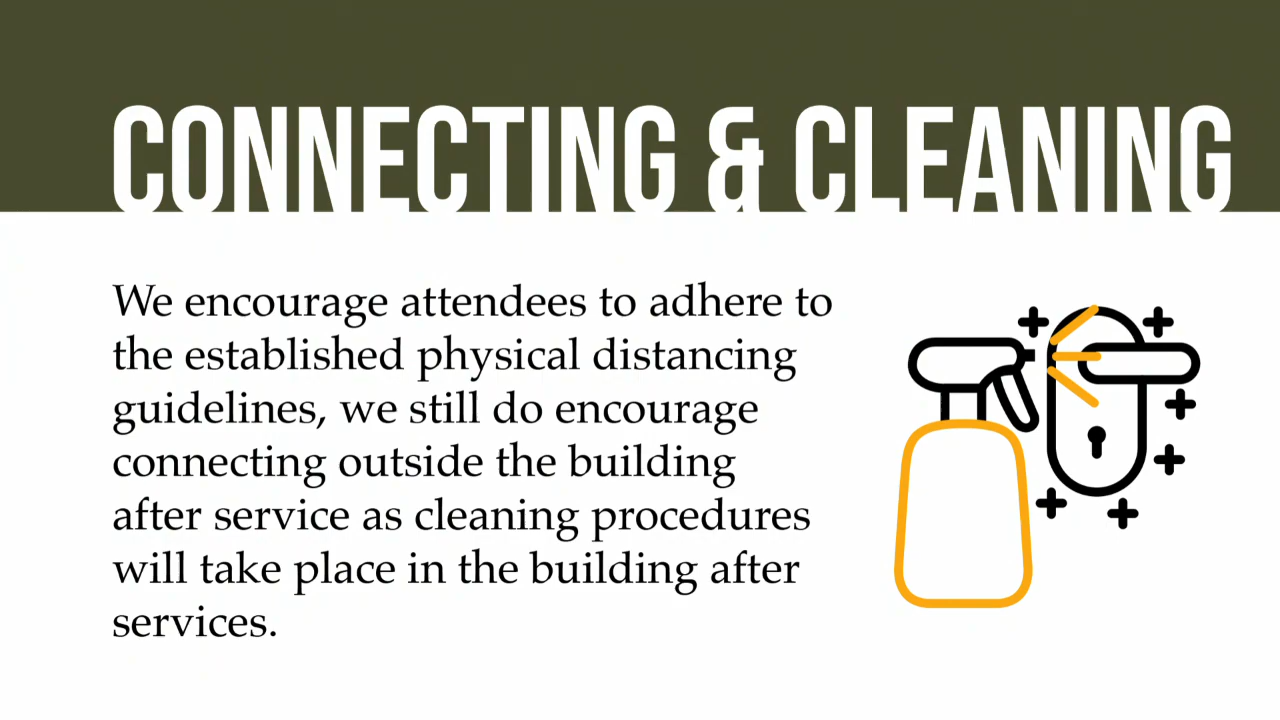 CONNECTING & CLEANING
We encourage attendees to adhere to
the established physical distancing
guidelines, we still do encourage
connecting outside the building
after service as cleaning procedures
will take place in the building after
services.